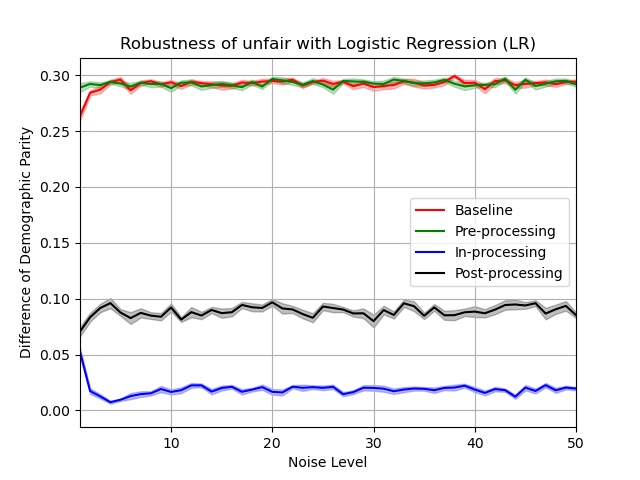 Robustness of unfair with Logistic Regression (LR)
Difference of Demographic Parity
0.30
0.25
0.20
0.15
0.10
0.05
0.00
Baseline
Pre-processing
In-processing
Post-processing
10 20 30 40 50
Noise Level